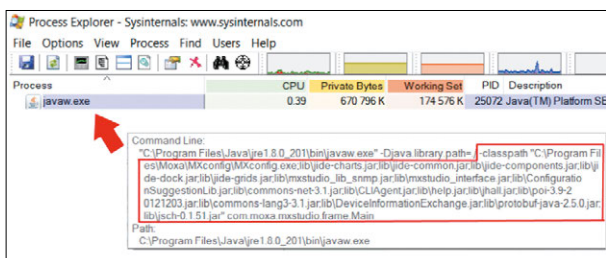 Process Explorer - Sysinternals: www.sysinternals.com
File Options View Process Find Users Help
Process CPU Private Bytes Working Set PID Description
javaw.exe 0.39 670 796 K 174 576 K 25072 Java(TM) Platform SE
Command Line:
"C:\Program Files\Java\jre1.8.0_201\bin\javaw.exe" -Djava.library.path=. -classpath "C:\Program Fil
es\Moxa\MXconfig\MXconfig.exe;lib\jide-charts.jar;lib\jide-common.jar;lib\jide-components.jar;lib\j
ide-dock.jar;lib\jide-grids.jar;lib\mxstudio_lib_snmp.jar;lib\mxstudio_interface.jar;lib\Configuratio
nSuggestionLib.jar;lib\commons-net-3.1.jar;lib\CLIAgent.jar;lib\help.jar;lib\jhall.jar;lib\poi-3.9-2
0121203.jar;lib\commons-lang3-3.1.jar;lib\DeviceInformationExchange.jar;lib\protobuf-java-2.5.0.jar;
lib\jsch-0.1.51.jar" com.moxa.mxstudio.frame.Main
Path:
C:\Program Files\Java\jre1.8.0_201\bin\javaw.exe